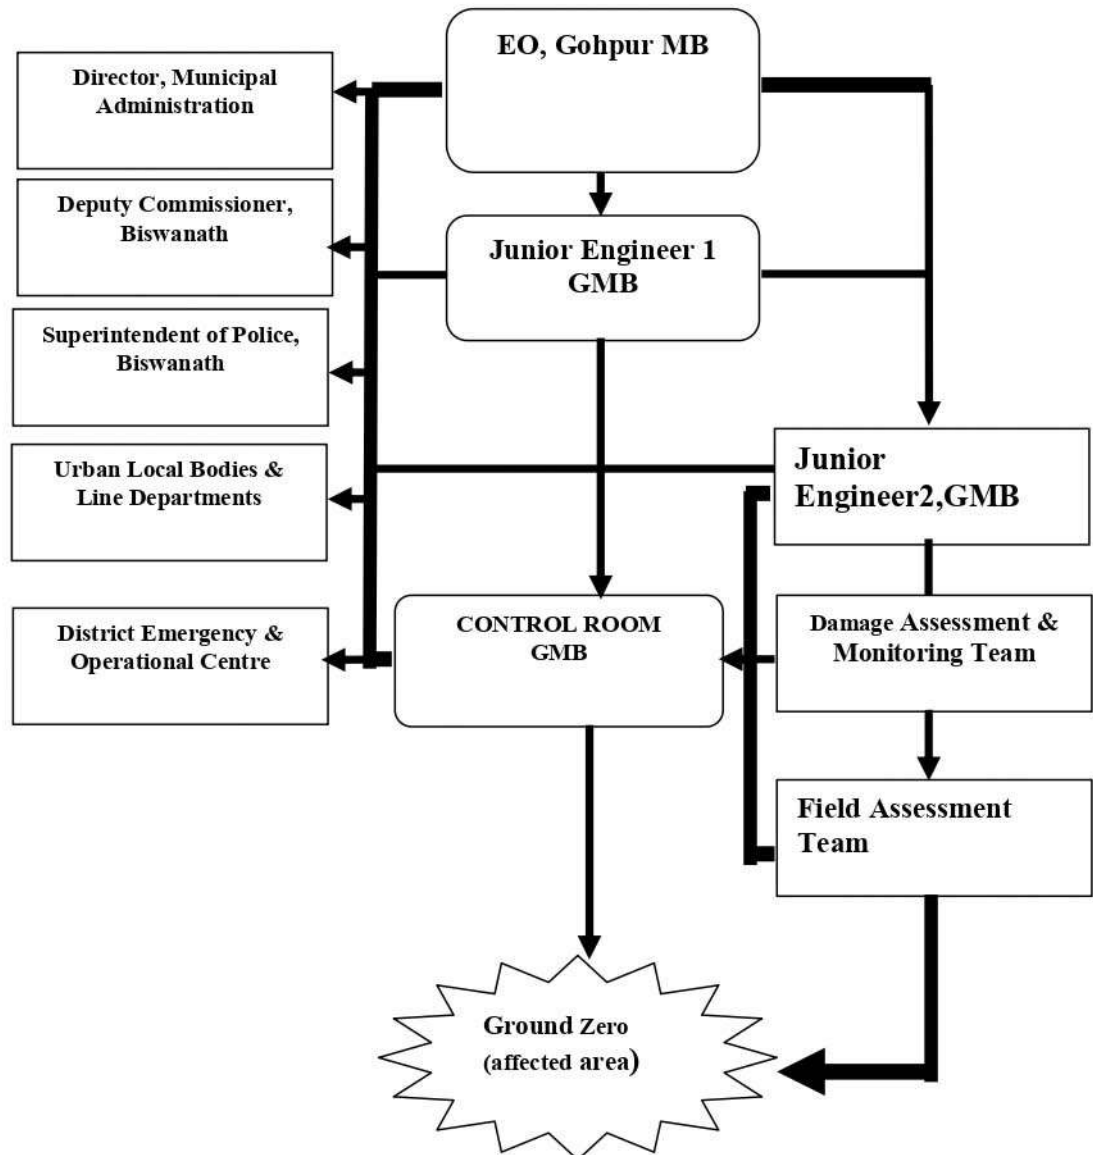 EO, Gohpur MB
Director, Municipal
Administration
Deputy Commissioner,
Biswanath
Junior Engineer 1
GMB
Superintendent of Police,
Biswanath
Urban Local Bodies &
Line Departments
Junior
Engineer2,GMB
District Emergency &
Operational Centre
CONTROL ROOM
GMB
Damage Assessment &
Monitoring Team
Field Assessment
Team
Ground Zero
(affected area)